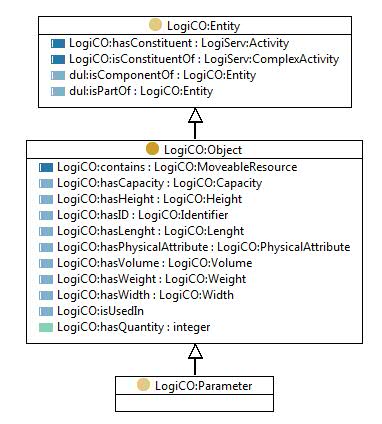 LogiCO:Entity
LogiCO:hasConstituent : LogiServ:Activity
LogiCO:isConstituentOf : LogiServ:ComplexActivity
dul:isComponentOf : LogiCO:Entity
dul:isPartOf : LogiCO:Entity
LogiCO:Object
LogiCO:contains : LogiCO:MoveableResource
LogiCO:hasCapacity : LogiCO:Capacity
LogiCO:hasHeight : LogiCO:Height
LogiCO:hasID : LogiCO:Identifier
LogiCO:hasLenght : LogiCO:Lenght
LogiCO:hasPhysicalAttribute : LogiCO:PhysicalAttribute
LogiCO:hasVolume : LogiCO:Volume
LogiCO:hasWeight : LogiCO:Weight
LogiCO:hasWidth : LogiCO:Width
LogiCO:isUsedIn
LogiCO:hasQuantity : integer
LogiCO:Parameter